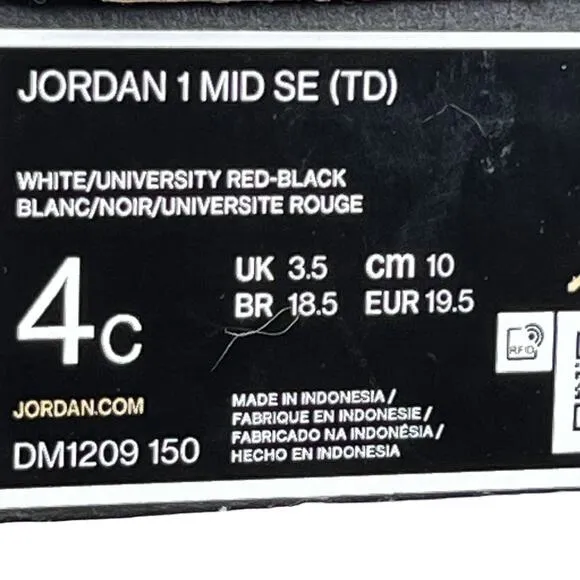 JORDAN 1 MID SE (TD)
WHITE/UNIVERSITY RED-BLACK
BLANC/NOIR/UNIVERSITE ROUGE
4C
UK 3.5 cm 10
BR 18.5 EUR 19.5
RFID
JORDAN.COM
DM1209 150
MADE IN INDONESIA /
FABRIQUE EN INDONESIE /
FABRICADO NA INDONÉSIA /
HECHO EN INDONESIA